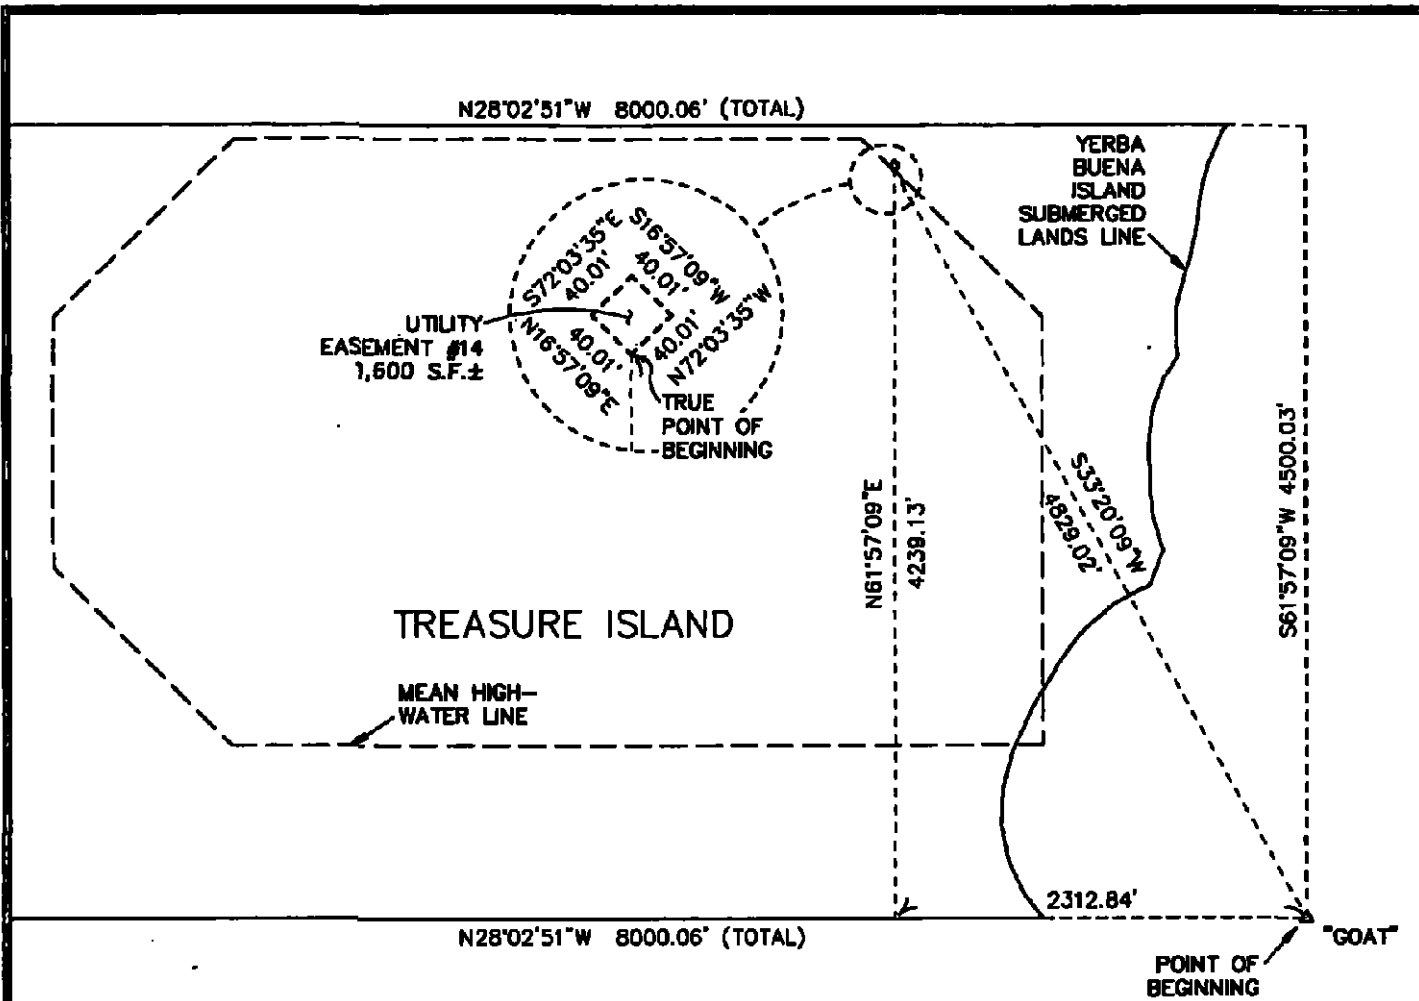 N28°02'51"W 8000.06' (TOTAL)
YERBA
BUENA
ISLAND
SUBMERGED
LANDS LINE
S72°03'35"E
40.01'
S16°57'09"W
40.01'
UTILITY
EASEMENT #14
1,600 S.F.±
N16°57'09"E
40.01'
N72°03'35"W
40.01'
TRUE
POINT OF
BEGINNING
N61°57'09"E
4239.13'
S33°20'09"W
4829.02'
S61°57'09"W 4500.03'
TREASURE ISLAND
MEAN HIGH-
WATER LINE
2312.84'
N28°02'51"W 8000.06' (TOTAL)
"GOAT"
POINT OF
BEGINNING